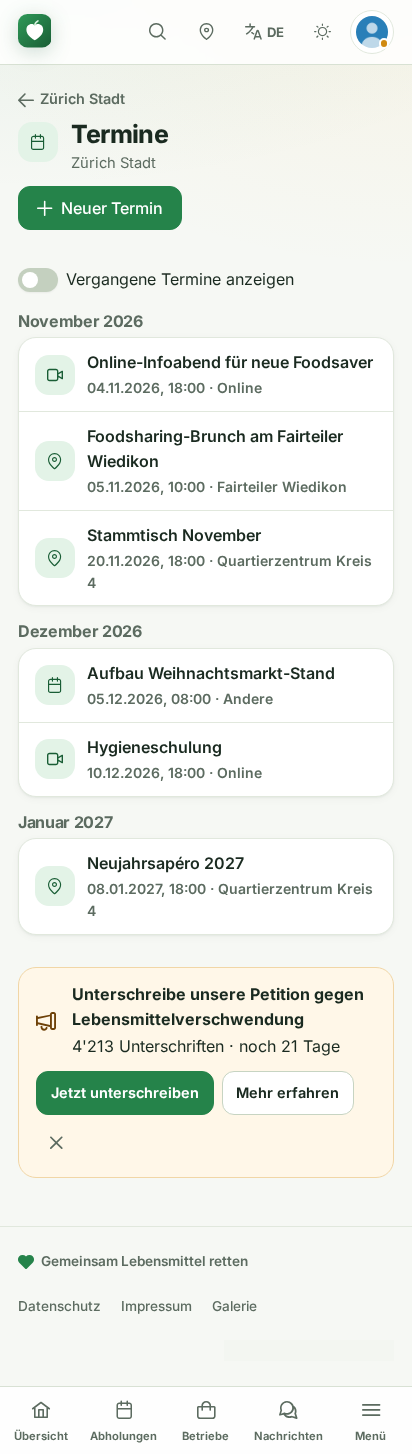 DE
Zürich Stadt
Termine
Zürich Stadt
Neuer Termin
Vergangene Termine anzeigen
November 2026
Online-Infoabend für neue Foodsaver
04.11.2026, 18:00 · Online
Foodsharing-Brunch am Fairteiler
Wiedikon
05.11.2026, 10:00 · Fairteiler Wiedikon
Stammtisch November
20.11.2026, 18:00 · Quartierzentrum Kreis
4
Dezember 2026
Aufbau Weihnachtsmarkt-Stand
05.12.2026, 08:00 · Andere
Hygieneschulung
10.12.2026, 18:00 · Online
Januar 2027
Neujahrsapéro 2027
08.01.2027, 18:00 · Quartierzentrum Kreis
4
Unterschreibe unsere Petition gegen
Lebensmittelverschwendung
4'213 Unterschriften · noch 21 Tage
Jetzt unterschreiben Mehr erfahren
Gemeinsam Lebensmittel retten
Datenschutz Impressum Galerie
Übersicht Abholungen Betriebe Nachrichten Menü